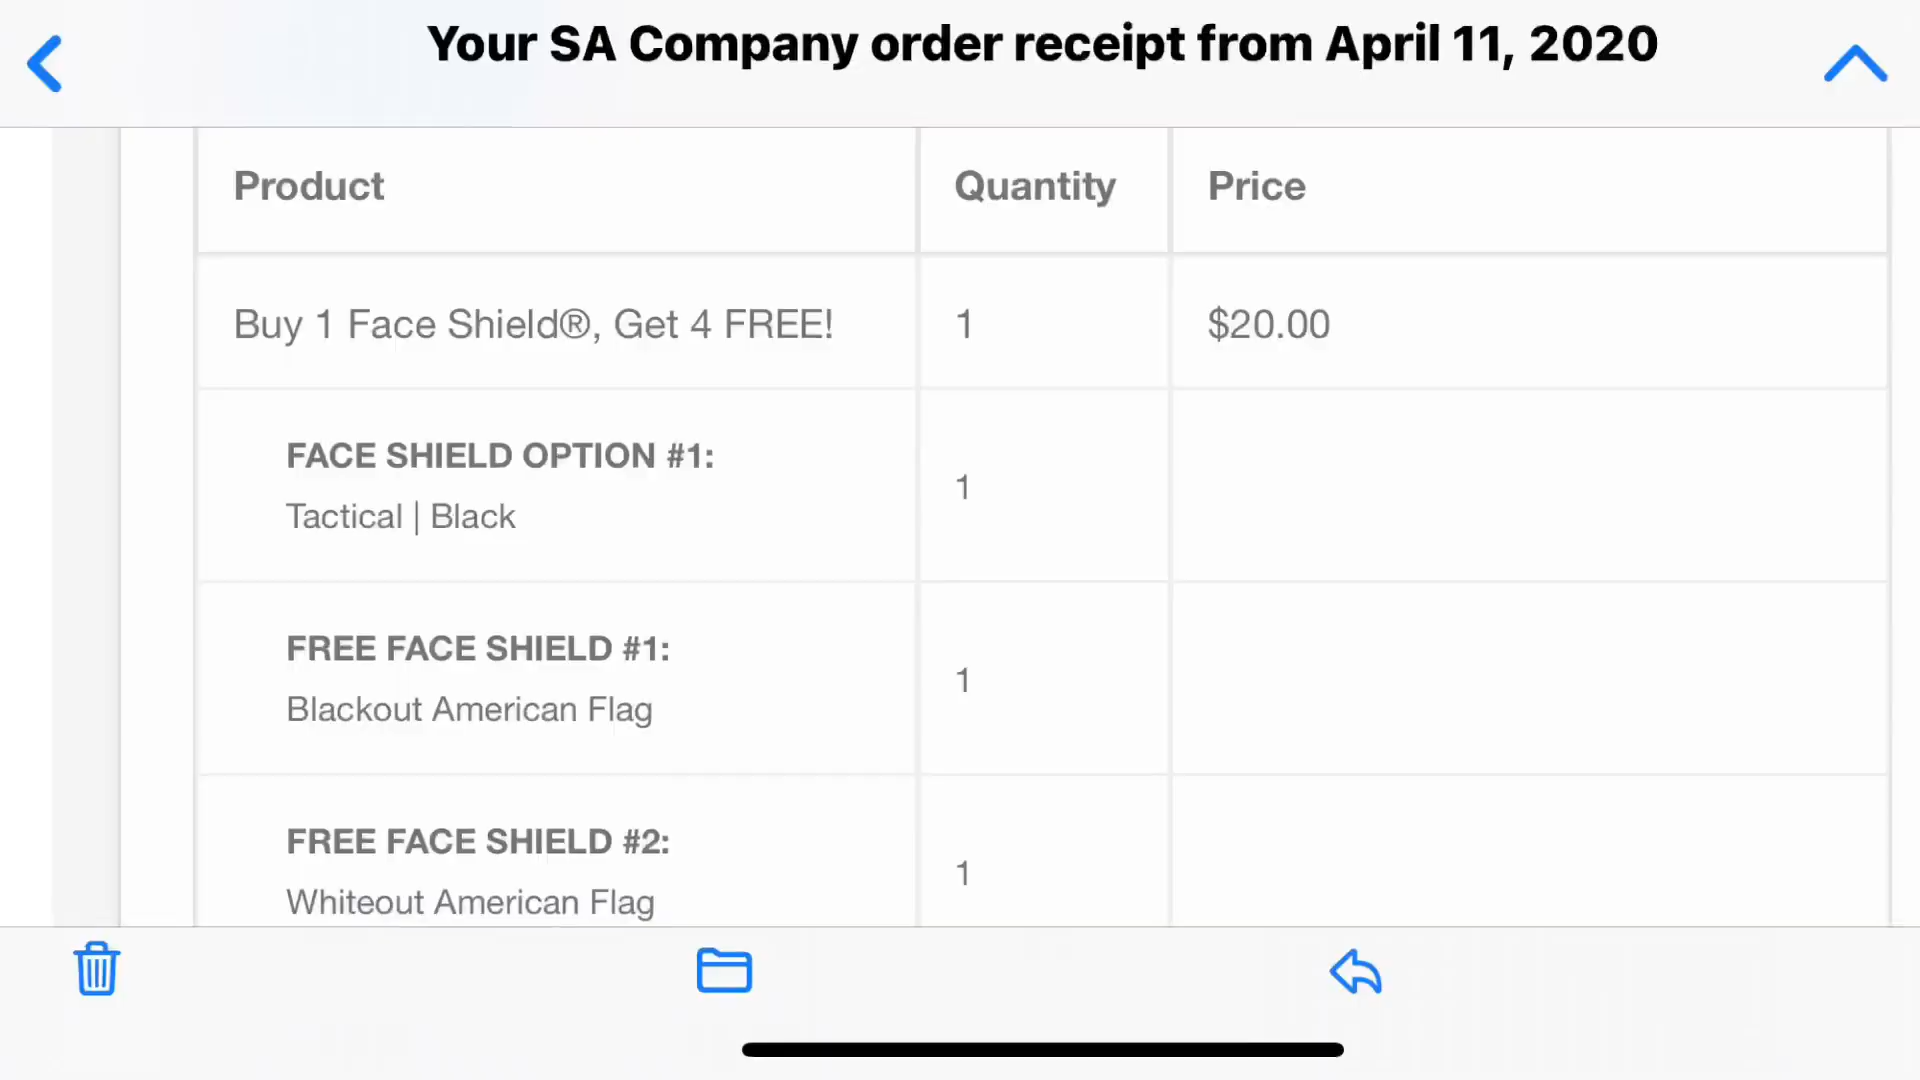 Your SA Company order receipt from April 11, 2020
Product Quantity Price
Buy 1 Face Shield®, Get 4 FREE! 1 $20.00
FACE SHIELD OPTION #1:
Tactical | Black
1
FREE FACE SHIELD #1:
Blackout American Flag
1
FREE FACE SHIELD #2:
Whiteout American Flag
1